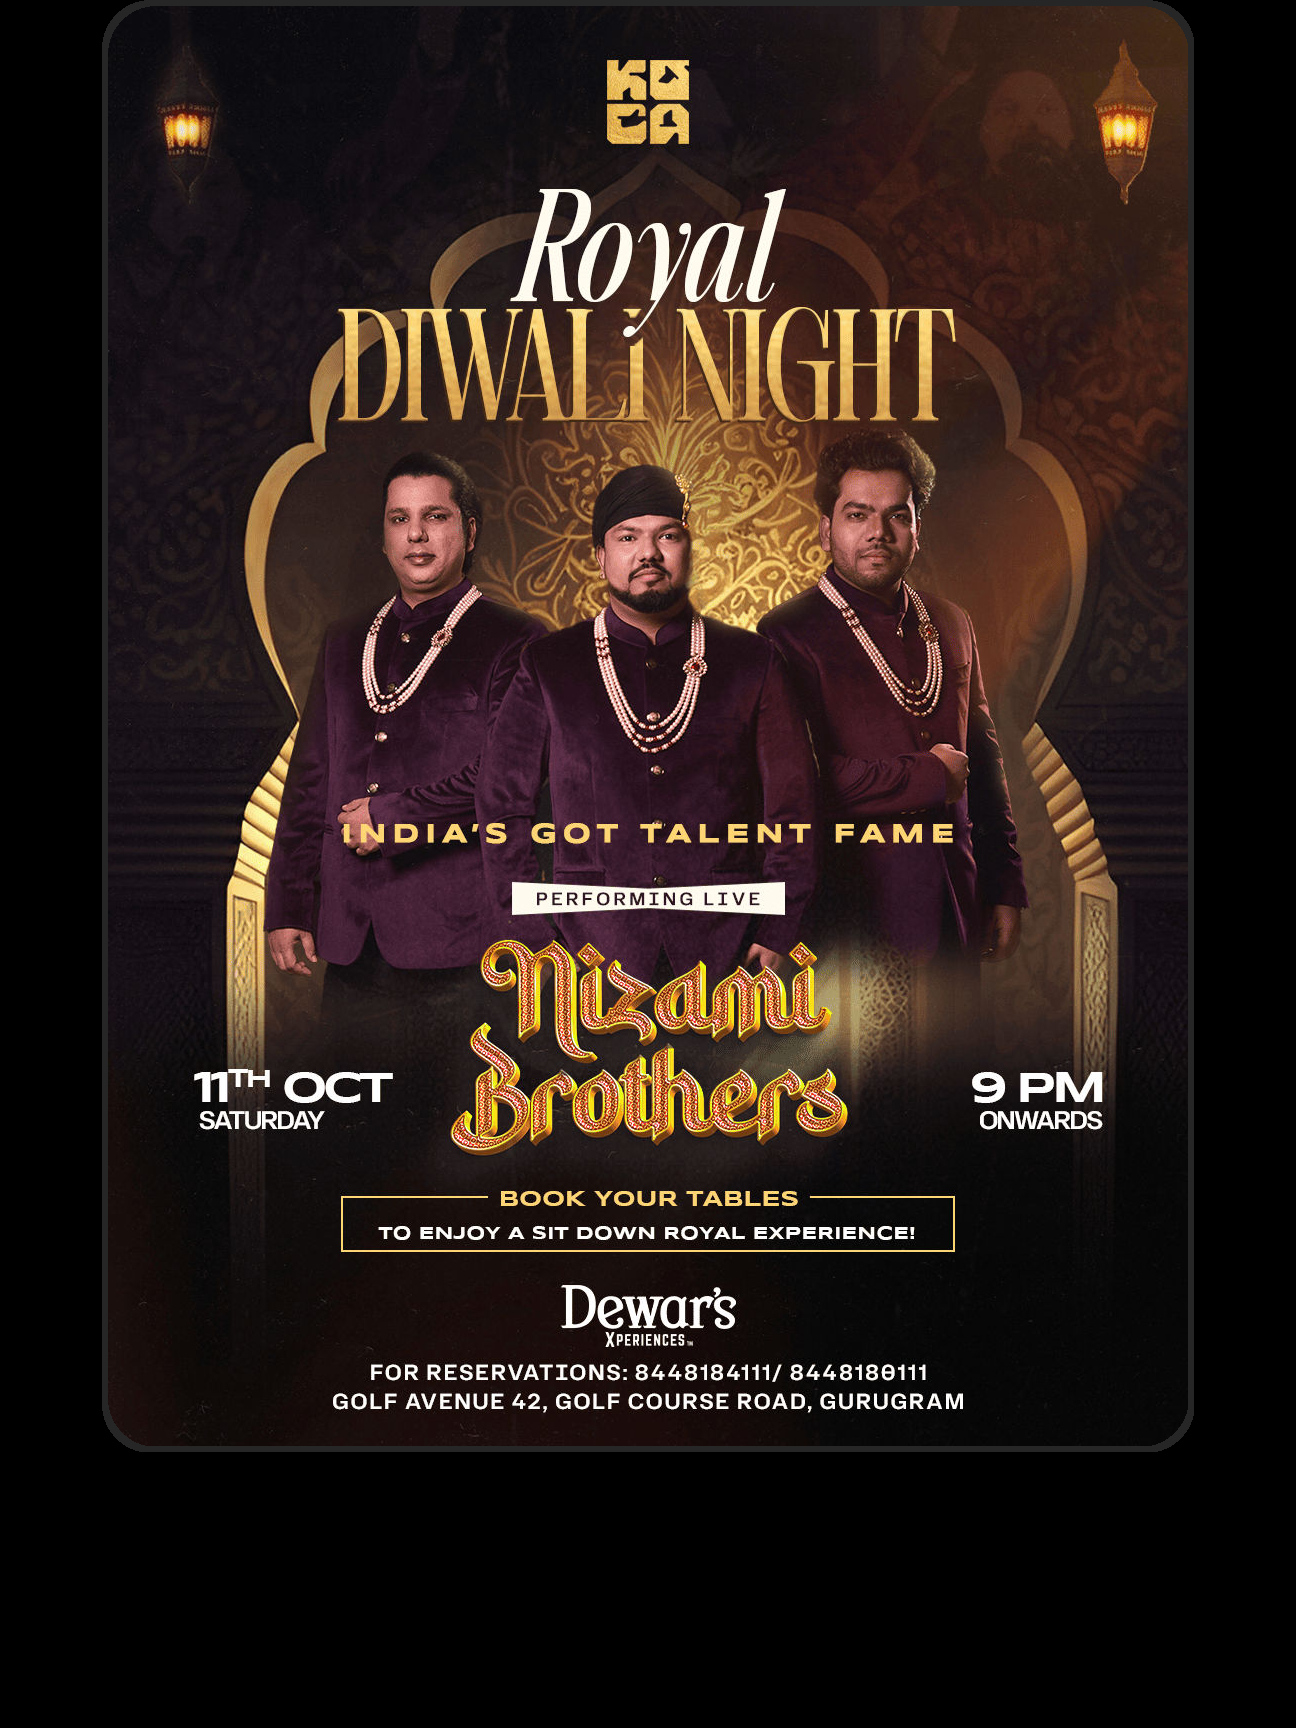 KO
CA
Royal
DIWALi NIGHT
INDIA'S GOT TALENT FAME
PERFORMING LIVE
Nizami
Brothers
11TH OCT
SATURDAY
9 PM
ONWARDS
BOOK YOUR TABLES
TO ENJOY A SIT DOWN ROYAL EXPERIENCE!
Dewar's
XPERIENCES™
FOR RESERVATIONS: 8448184111/ 8448180111
GOLF AVENUE 42, GOLF COURSE ROAD, GURUGRAM